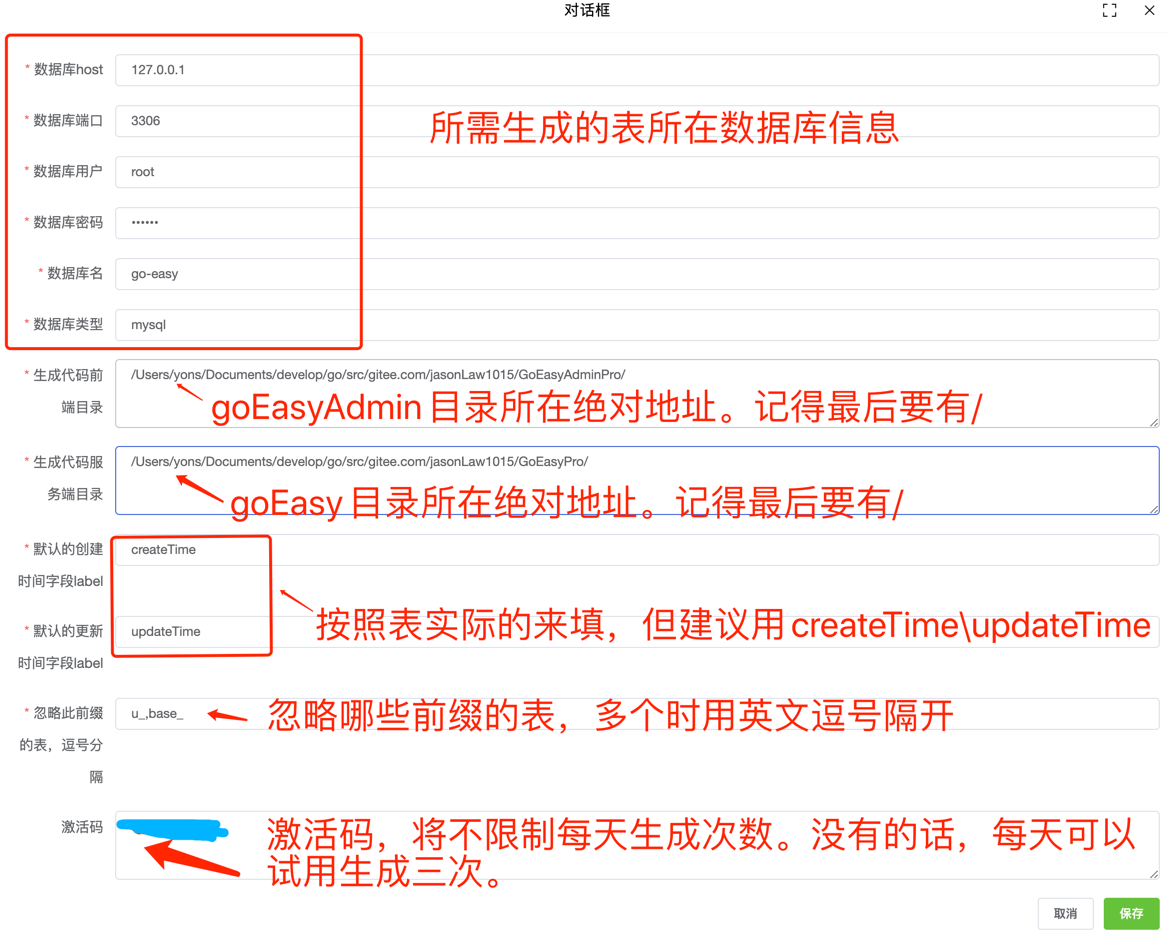 对话框
* 数据库host 127.0.0.1
* 数据库端口 3306
所需生成的表所在数据库信息
* 数据库用户 root
* 数据库密码 ••••••
* 数据库名 go-easy
* 数据库类型 mysql
* 生成代码前 /Users/yons/Documents/develop/go/src/gitee.com/jasonLaw1015/GoEasyAdminPro/
端目录
goEasyAdmin 目录所在绝对地址。记得最后要有/
* 生成代码服 /Users/yons/Documents/develop/go/src/gitee.com/jasonLaw1015/GoEasyPro/
务端目录
goEasy 目录所在绝对地址。记得最后要有/
* 默认的创建 createTime
时间字段label
按照表实际的来填，但建议用 createTime\updateTime
* 默认的更新 updateTime
时间字段label
* 忽略此前缀 u_,base_
忽略哪些前缀的表，多个时用英文逗号隔开
的表，逗号分
隔
激活码
激活码，将不限制每天生成次数。没有的话，每天可以
试用生成三次。
取消 保存